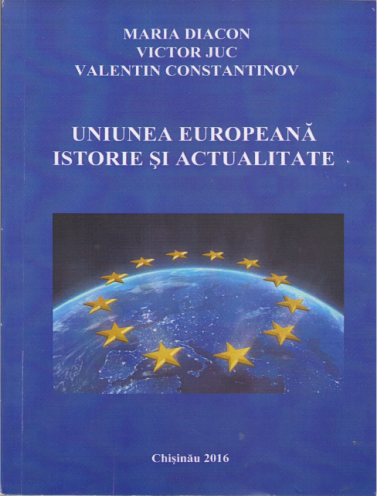 MARIA DIACON
VICTOR JUC
VALENTIN CONSTANTINOV
UNIUNEA EUROPEANĂ
ISTORIE ŞI ACTUALITATE
Chişinău 2016